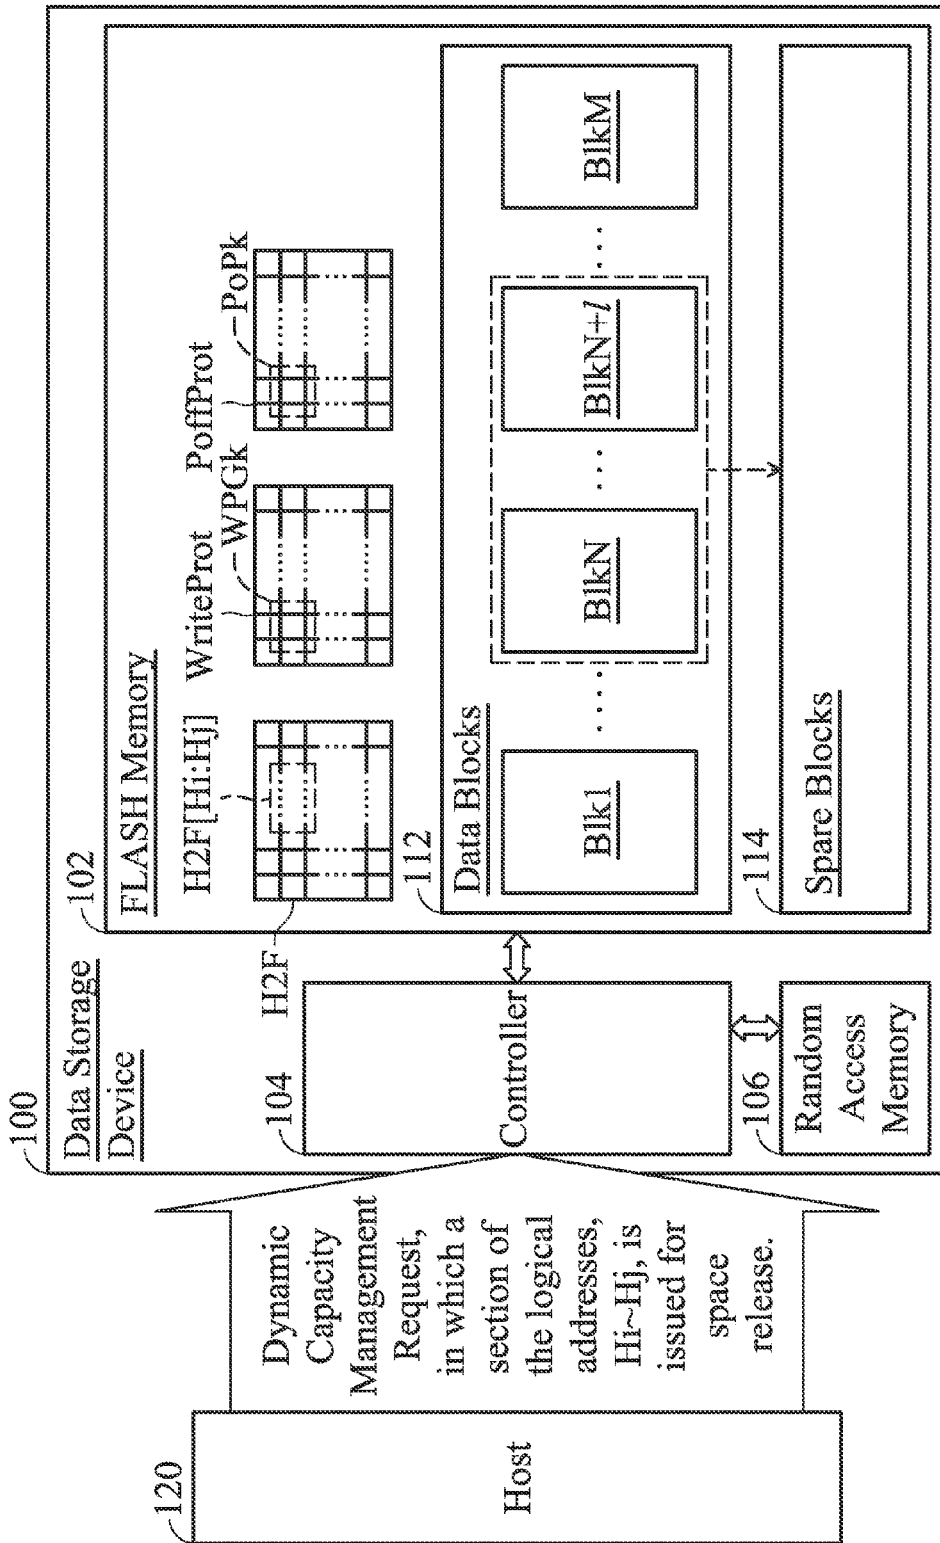 100
Data Storage
Device
102
FLASH Memory
H2F[Hi:Hj]
WriteProt
WPGk
PoffProt
PoPk
H2F
104
Controller
112
Data Blocks
Blk1
....
BlkN
...
BlkN+l
....
BlkM
106
Random
Access
Memory
114
Spare Blocks
120
Host
Dynamic
Capacity
Management
Request,
in which a
section of
the logical
addresses,
Hi~Hj, is
issued for
space
release.